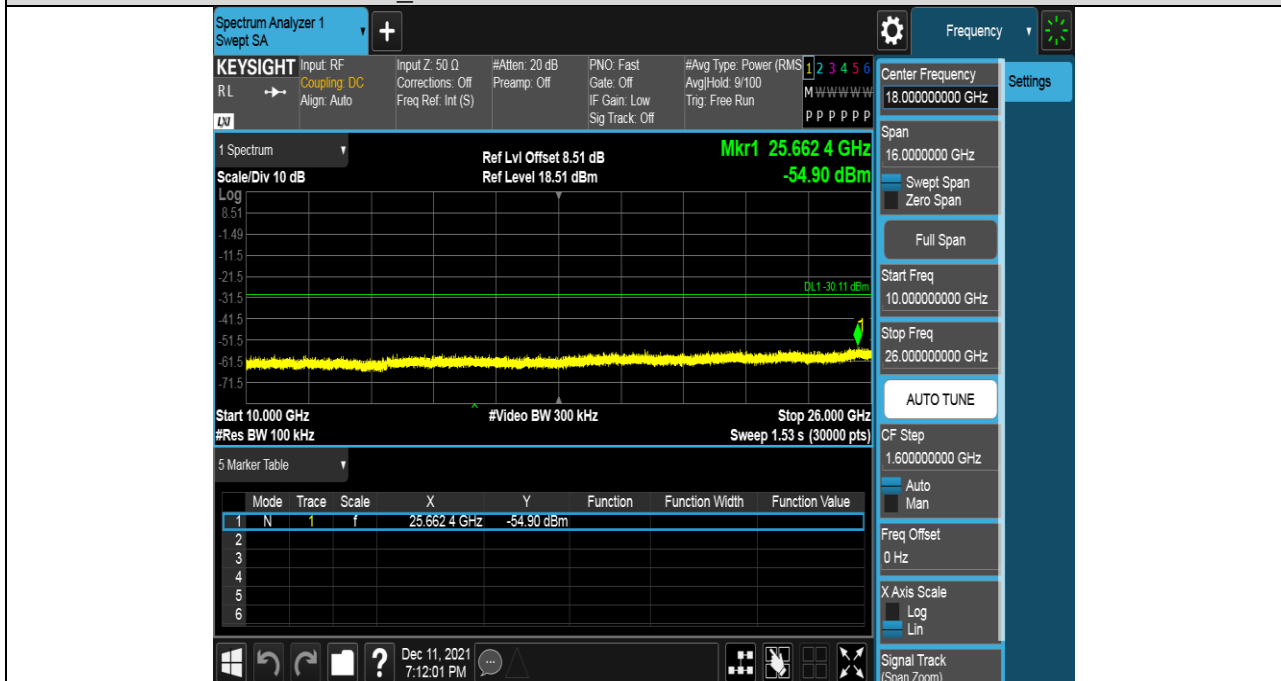 Spectrum Analyzer 1
Swept SA
+
Frequency
KEYSIGHT
RL
LXI
Input: RF
Coupling: DC
Align: Auto
Input Z: 50 Ω
Corrections: Off
Freq Ref: Int (S)
#Atten: 20 dB
Preamp: Off
PNO: Fast
Gate: Off
IF Gain: Low
Sig Track: Off
#Avg Type: Power (RMS
Avg|Hold: 9/100
Trig: Free Run
1 2 3 4 5 6
M W W W W W
P P P P P P
Center Frequency
18.000000000 GHz
Settings
Span
16.0000000 GHz
Swept Span
Zero Span
Full Span
Start Freq
10.000000000 GHz
Stop Freq
26.000000000 GHz
AUTO TUNE
CF Step
1.600000000 GHz
Auto
Man
Freq Offset
0 Hz
X Axis Scale
Log
Lin
Signal Track
(Span Zoom)
1 Spectrum
Scale/Div 10 dB
Ref Lvl Offset 8.51 dB
Ref Level 18.51 dBm
Mkr1 25.662 4 GHz
-54.90 dBm
Log
8.51
-1.49
-11.5
-21.5
-31.5
-41.5
-51.5
-61.5
-71.5
DL1 -30.11 dBm
1
Start 10.000 GHz
#Video BW 300 kHz
Stop 26.000 GHz
#Res BW 100 kHz
Sweep 1.53 s (30000 pts)
5 Marker Table
Mode Trace Scale X Y Function Function Width Function Value
1 N 1 f 25.662 4 GHz -54.90 dBm
2
3
4
5
6
?
Dec 11, 2021
7:12:01 PM